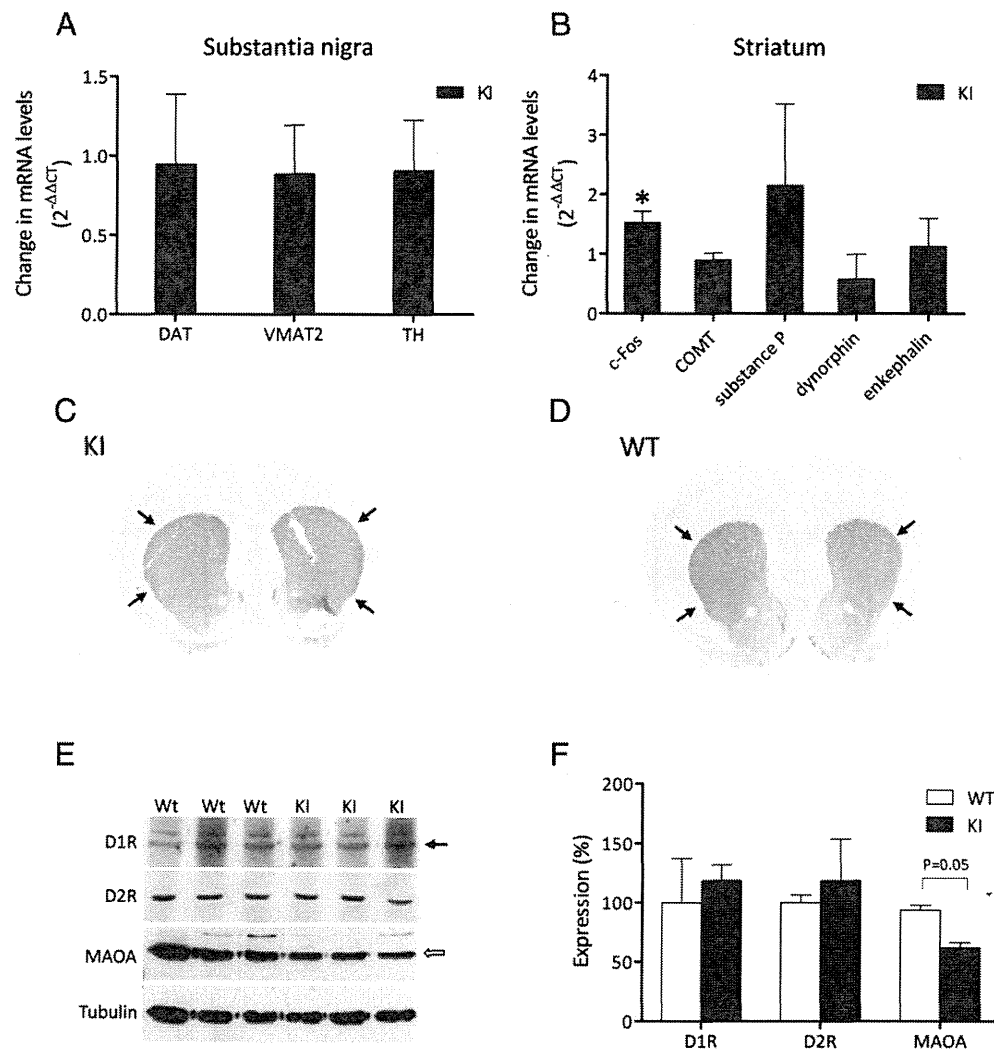 A
Substantia nigra
Change in mRNA levels
(2^-ΔΔCT)
1.5
1.0
0.5
0.0
KI
DAT
VMAT2
TH
B
Striatum
Change in mRNA levels
(2^-ΔΔCT)
4
3
2
1
0
KI
*
c-Fos
COMT
substance P
dynorphin
enkephalin
C
KI
D
WT
E
Wt Wt Wt KI KI KI
D1R
D2R
MAOA
Tubulin
F
Expression (%)
200
150
100
50
0
WT
KI
P=0.05
D1R
D2R
MAOA